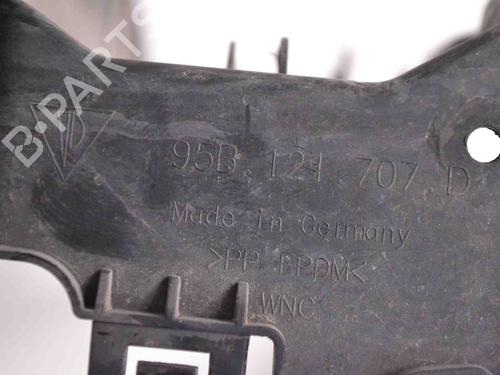 B-PARTS
95B.121.707 D
Made in Germany
>PP EPDM<
WNC